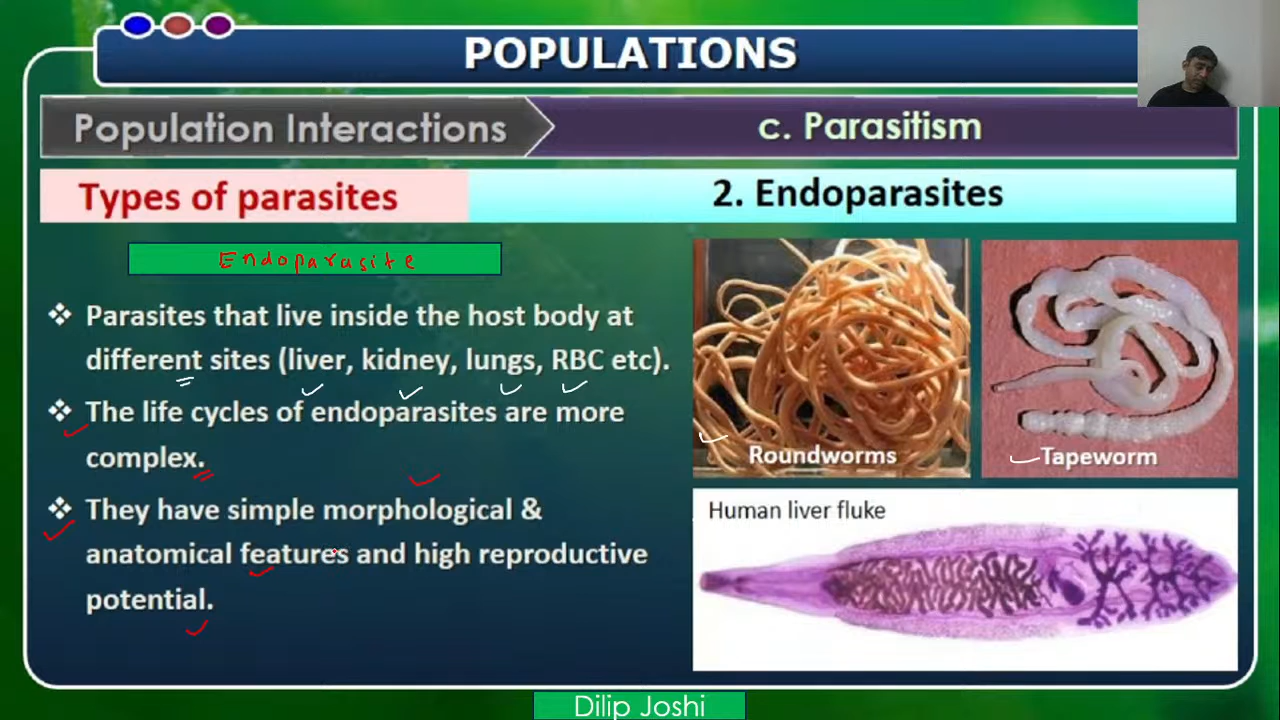 POPULATIONS
Population Interactions
c. Parasitism
Types of parasites
2. Endoparasites
Endoparasite
❖ Parasites that live inside the host body at
different sites (liver, kidney, lungs, RBC etc).
❖ The life cycles of endoparasites are more
complex.
❖ They have simple morphological &
anatomical features and high reproductive
potential.
Roundworms
Tapeworm
Human liver fluke
Dilip Joshi